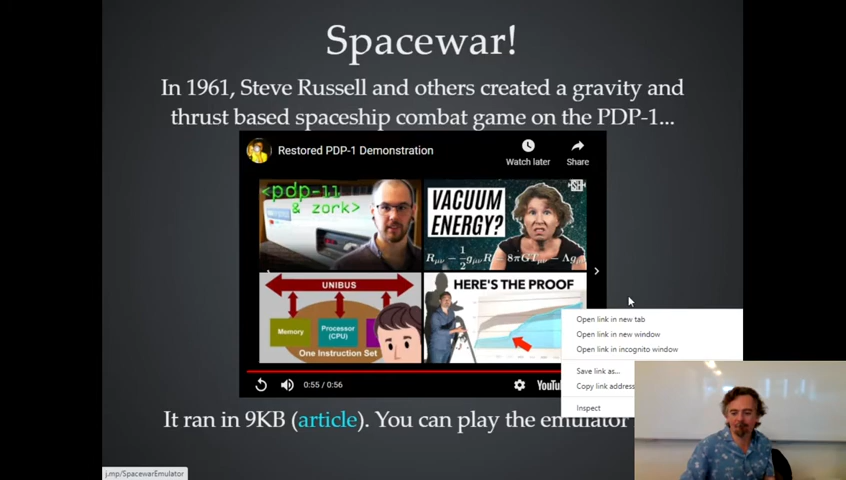 Spacewar!
In 1961, Steve Russell and others created a gravity and
thrust based spaceship combat game on the PDP-1...
Restored PDP-1 Demonstration
Watch later
Share
<pdp-11
& zork>
VACUUM
ENERGY?
UNIBUS
Memory
Processor
(CPU)
One Instruction Set
HERE'S THE PROOF
Open link in new tab
Open link in new window
Open link in incognito window
Save link as...
Copy link address
Inspect
0:55 / 0:56
YouTu
It ran in 9KB (article). You can play the emulator
j.mp/SpacewarEmulator